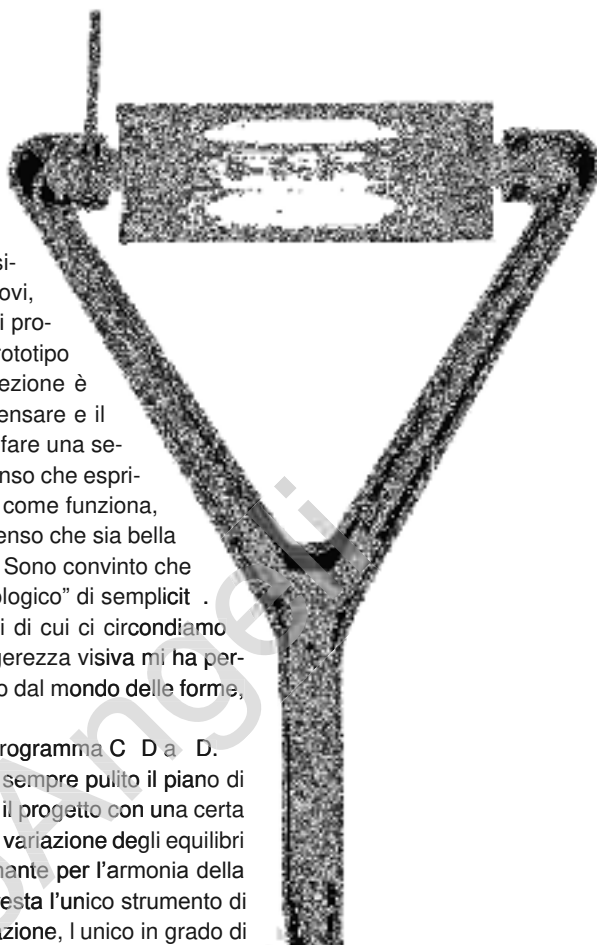 si-
ovi,
i pro-
rototipo
ezione è
ensare e il
fare una se-
nso che espri-
come funziona,
enso che sia bella
Sono convinto che
ologico” di semplicit .
i di cui ci circondiamo
gerezza visiva mi ha per-
o dal mondo delle forme,
rogramma C D a D.
sempre pulito il piano di
il progetto con una certa
variazione degli equilibri
nante per l'armonia della
esta l'unico strumento di
azione, l unico in grado di
Angeli